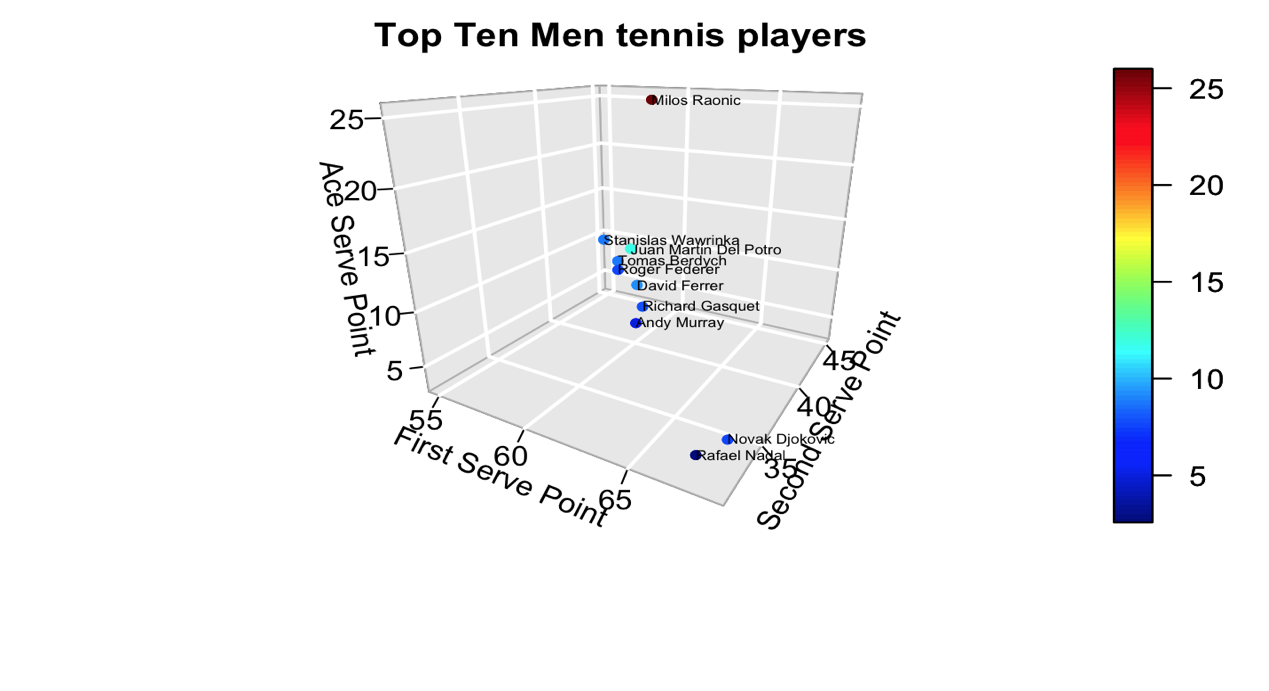 Top Ten Men tennis players
Milos Raonic
Stanislas Wawrinka
Juan Martin Del Potro
Tomas Berdych
Roger Federer
David Ferrer
Richard Gasquet
Andy Murray
Novak Djokovic
Rafael Nadal
Ace Serve Point
25
20
15
10
5
First Serve Point
55
60
65
Second Serve Point
35
40
45
25
20
15
10
5